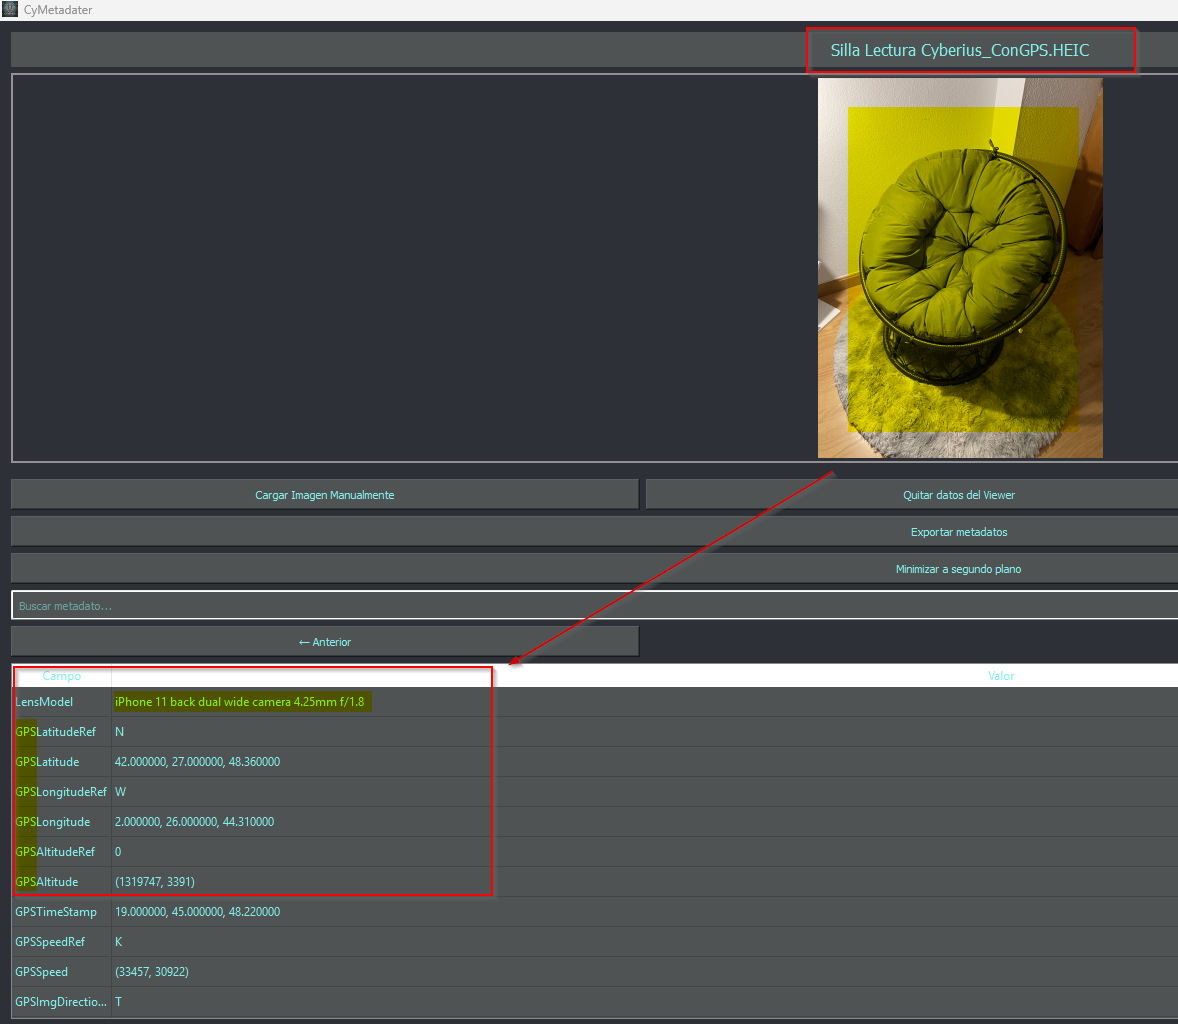 CyMetadater
Silla Lectura Cyberius_ConGPS.HEIC
Cargar Imagen Manualmente
Quitar datos del Viewer
Exportar metadatos
Minimizar a segundo plano
Buscar metadato...
← Anterior
Campo Valor
LensModel iPhone 11 back dual wide camera 4.25mm f/1.8
GPSLatitudeRef N
GPSLatitude 42.000000, 27.000000, 48.360000
GPSLongitudeRef W
GPSLongitude 2.000000, 26.000000, 44.310000
GPSAltitudeRef 0
GPSAltitude (1319747, 3391)
GPSTimeStamp 19.000000, 45.000000, 48.220000
GPSSpeedRef K
GPSSpeed (33457, 30922)
GPSImgDirectio... T